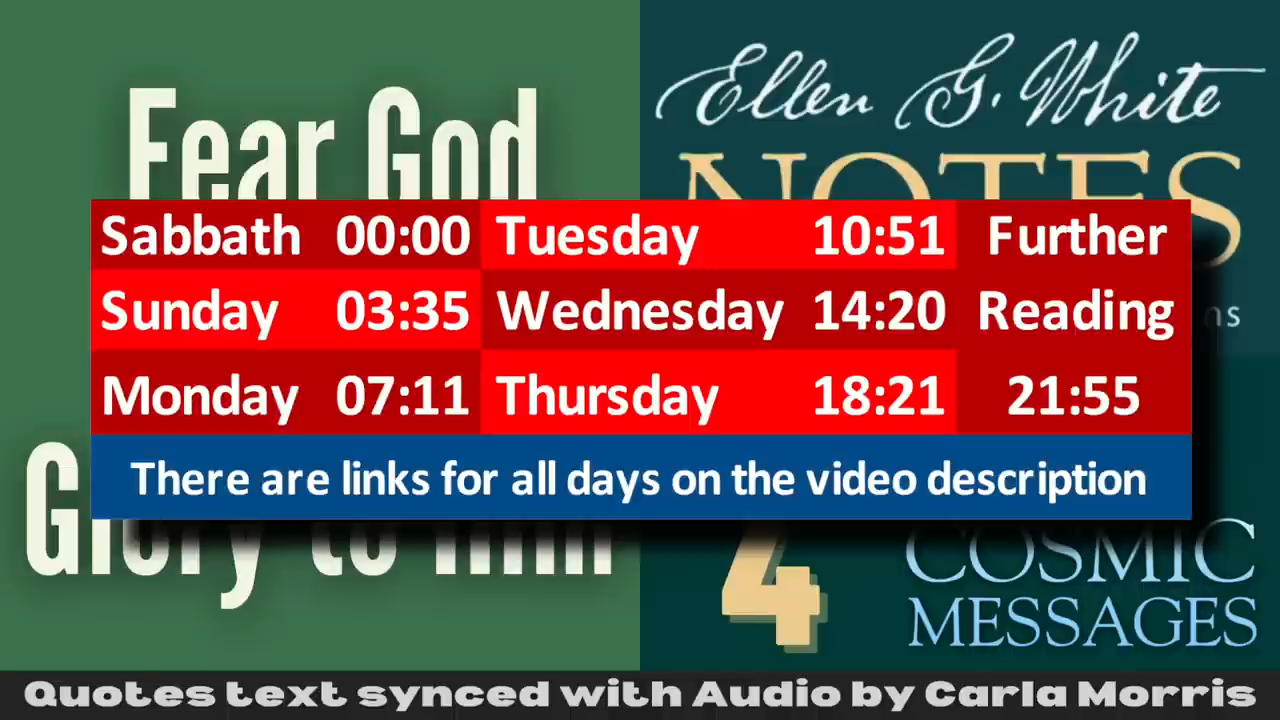 Fear God
Ellen G. White
NOTES
Sabbath 00:00 Tuesday 10:51 Further
Sunday 03:35 Wednesday 14:20 Reading
Monday 07:11 Thursday 18:21 21:55
There are links for all days on the video description
Glory to Him
4
COSMIC
MESSAGES
Quotes text synced with Audio by Carla Morris